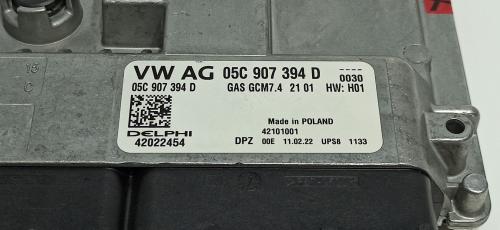 VW AG 05C 907 394 D ----
0030
05C 907 394 D GAS GCM7.4 21 01 HW: H01
Made in POLAND
DELPHI 42101001
42022454 DPZ 00E 11.02.22 UPS8 1133
15
C